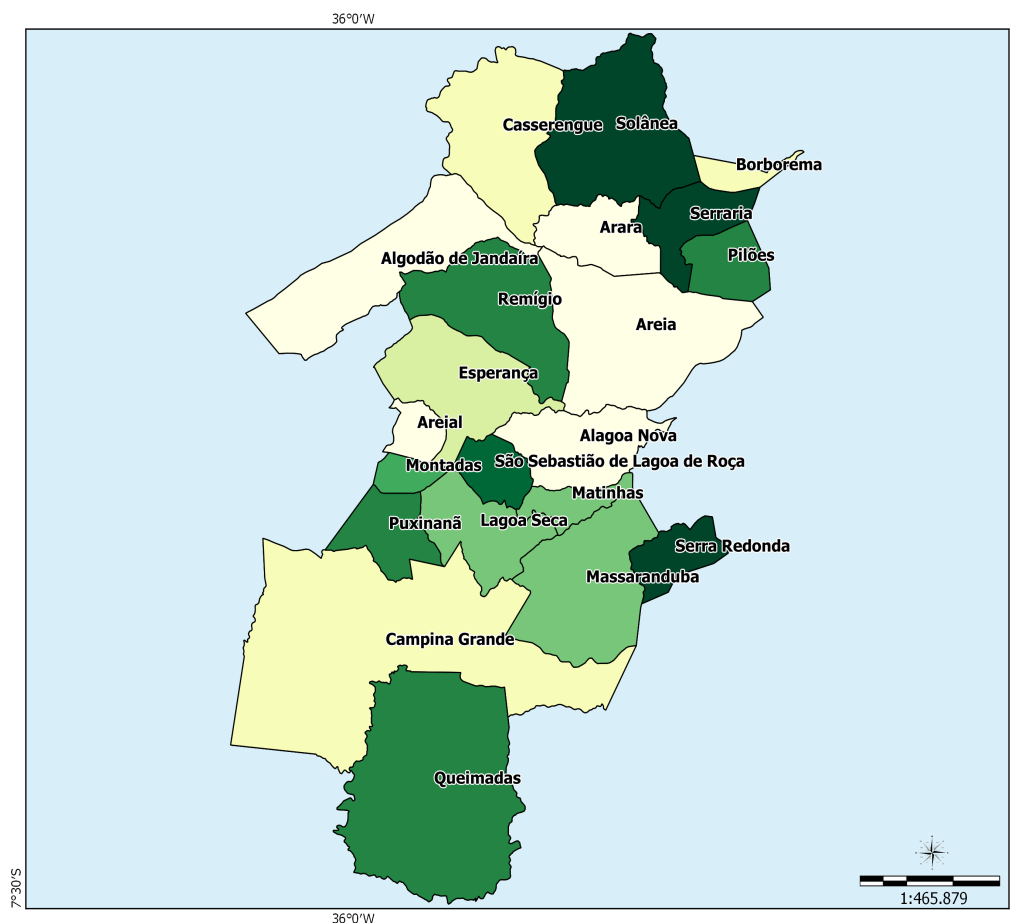 36°0'W
Casserengue
Solânea
Borborema
Serraria
Arara
Pilões
Algodão de Jandaíra
Remígio
Areia
Esperança
Areial
Alagoa Nova
São Sebastião de Lagoa de Roça
Montadas
Matinhas
Lagoa Seca
Puxinanã
Serra Redonda
Massaranduba
Campina Grande
Queimadas
7°30'S
1:465.879
36°0'W